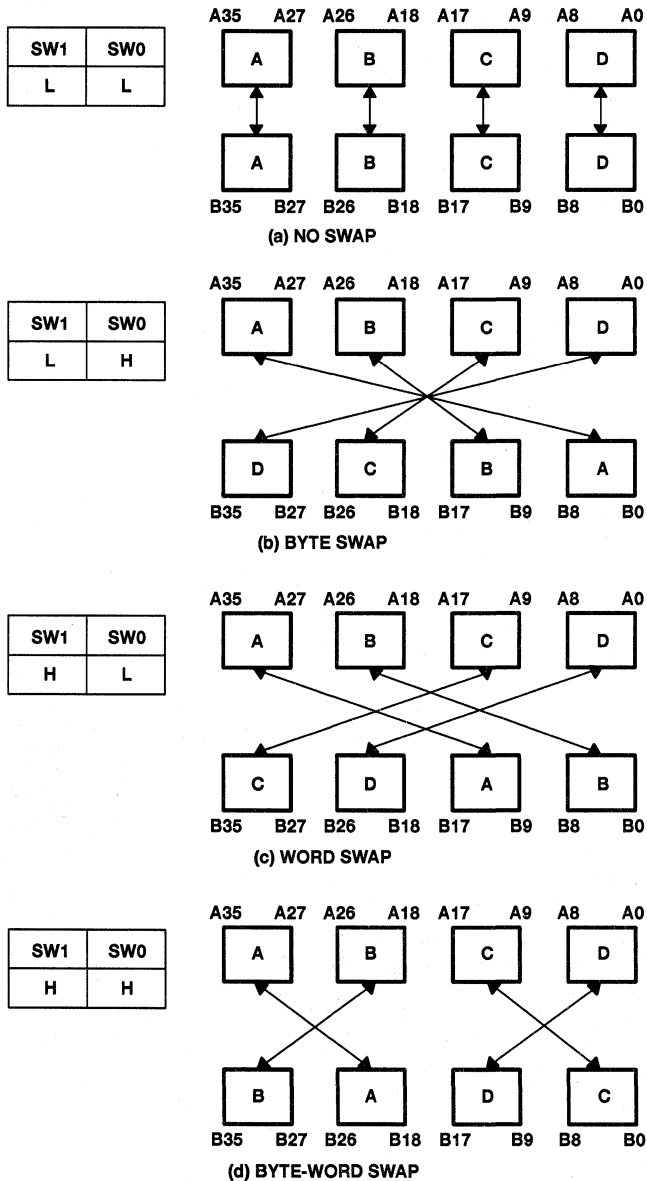 A35 A27 A26 A18 A17 A9 A8 A0
SW1 SW0
L L
A B C D
A B C D
B35 B27 B26 B18 B17 B9 B8 B0
(a) NO SWAP
A35 A27 A26 A18 A17 A9 A8 A0
SW1 SW0
L H
A B C D
D C B A
B35 B27 B26 B18 B17 B9 B8 B0
(b) BYTE SWAP
A35 A27 A26 A18 A17 A9 A8 A0
SW1 SW0
H L
A B C D
C D A B
B35 B27 B26 B18 B17 B9 B8 B0
(c) WORD SWAP
A35 A27 A26 A18 A17 A9 A8 A0
SW1 SW0
H H
A B C D
B A D C
B35 B27 B26 B18 B17 B9 B8 B0
(d) BYTE-WORD SWAP